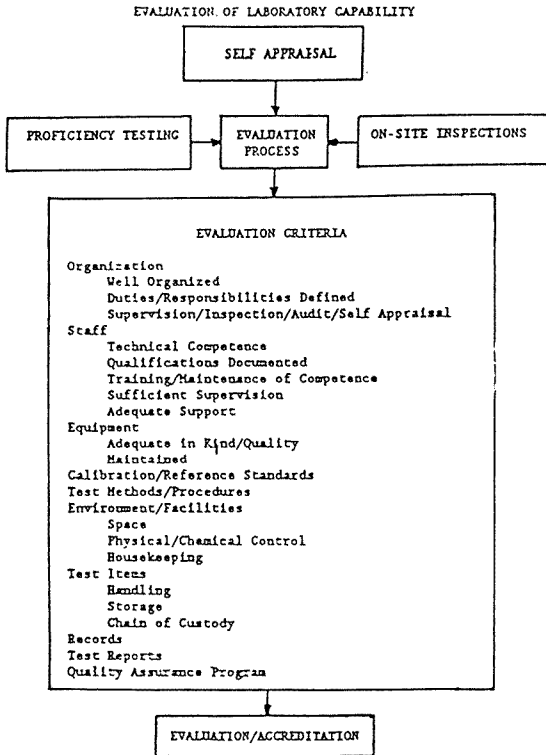 EVALUATION OF LABORATORY CAPABILITY
SELF APPRAISAL
PROFICIENCY TESTING
EVALUATION
PROCESS
ON-SITE INSPECTIONS
EVALUATION CRITERIA
Organization
Well Organized
Duties/Responsibilities Defined
Supervision/Inspection/Audit/Self Appraisal
Staff
Technical Competence
Qualifications Documented
Training/Maintenance of Competence
Sufficient Supervision
Adequate Support
Equipment
Adequate in Kind/Quality
Maintained
Calibration/Reference Standards
Test Methods/Procedures
Environment/Facilities
Space
Physical/Chemical Control
Housekeeping
Test Items
Handling
Storage
Chain of Custody
Records
Test Reports
Quality Assurance Program
EVALUATION/ACCREDITATION